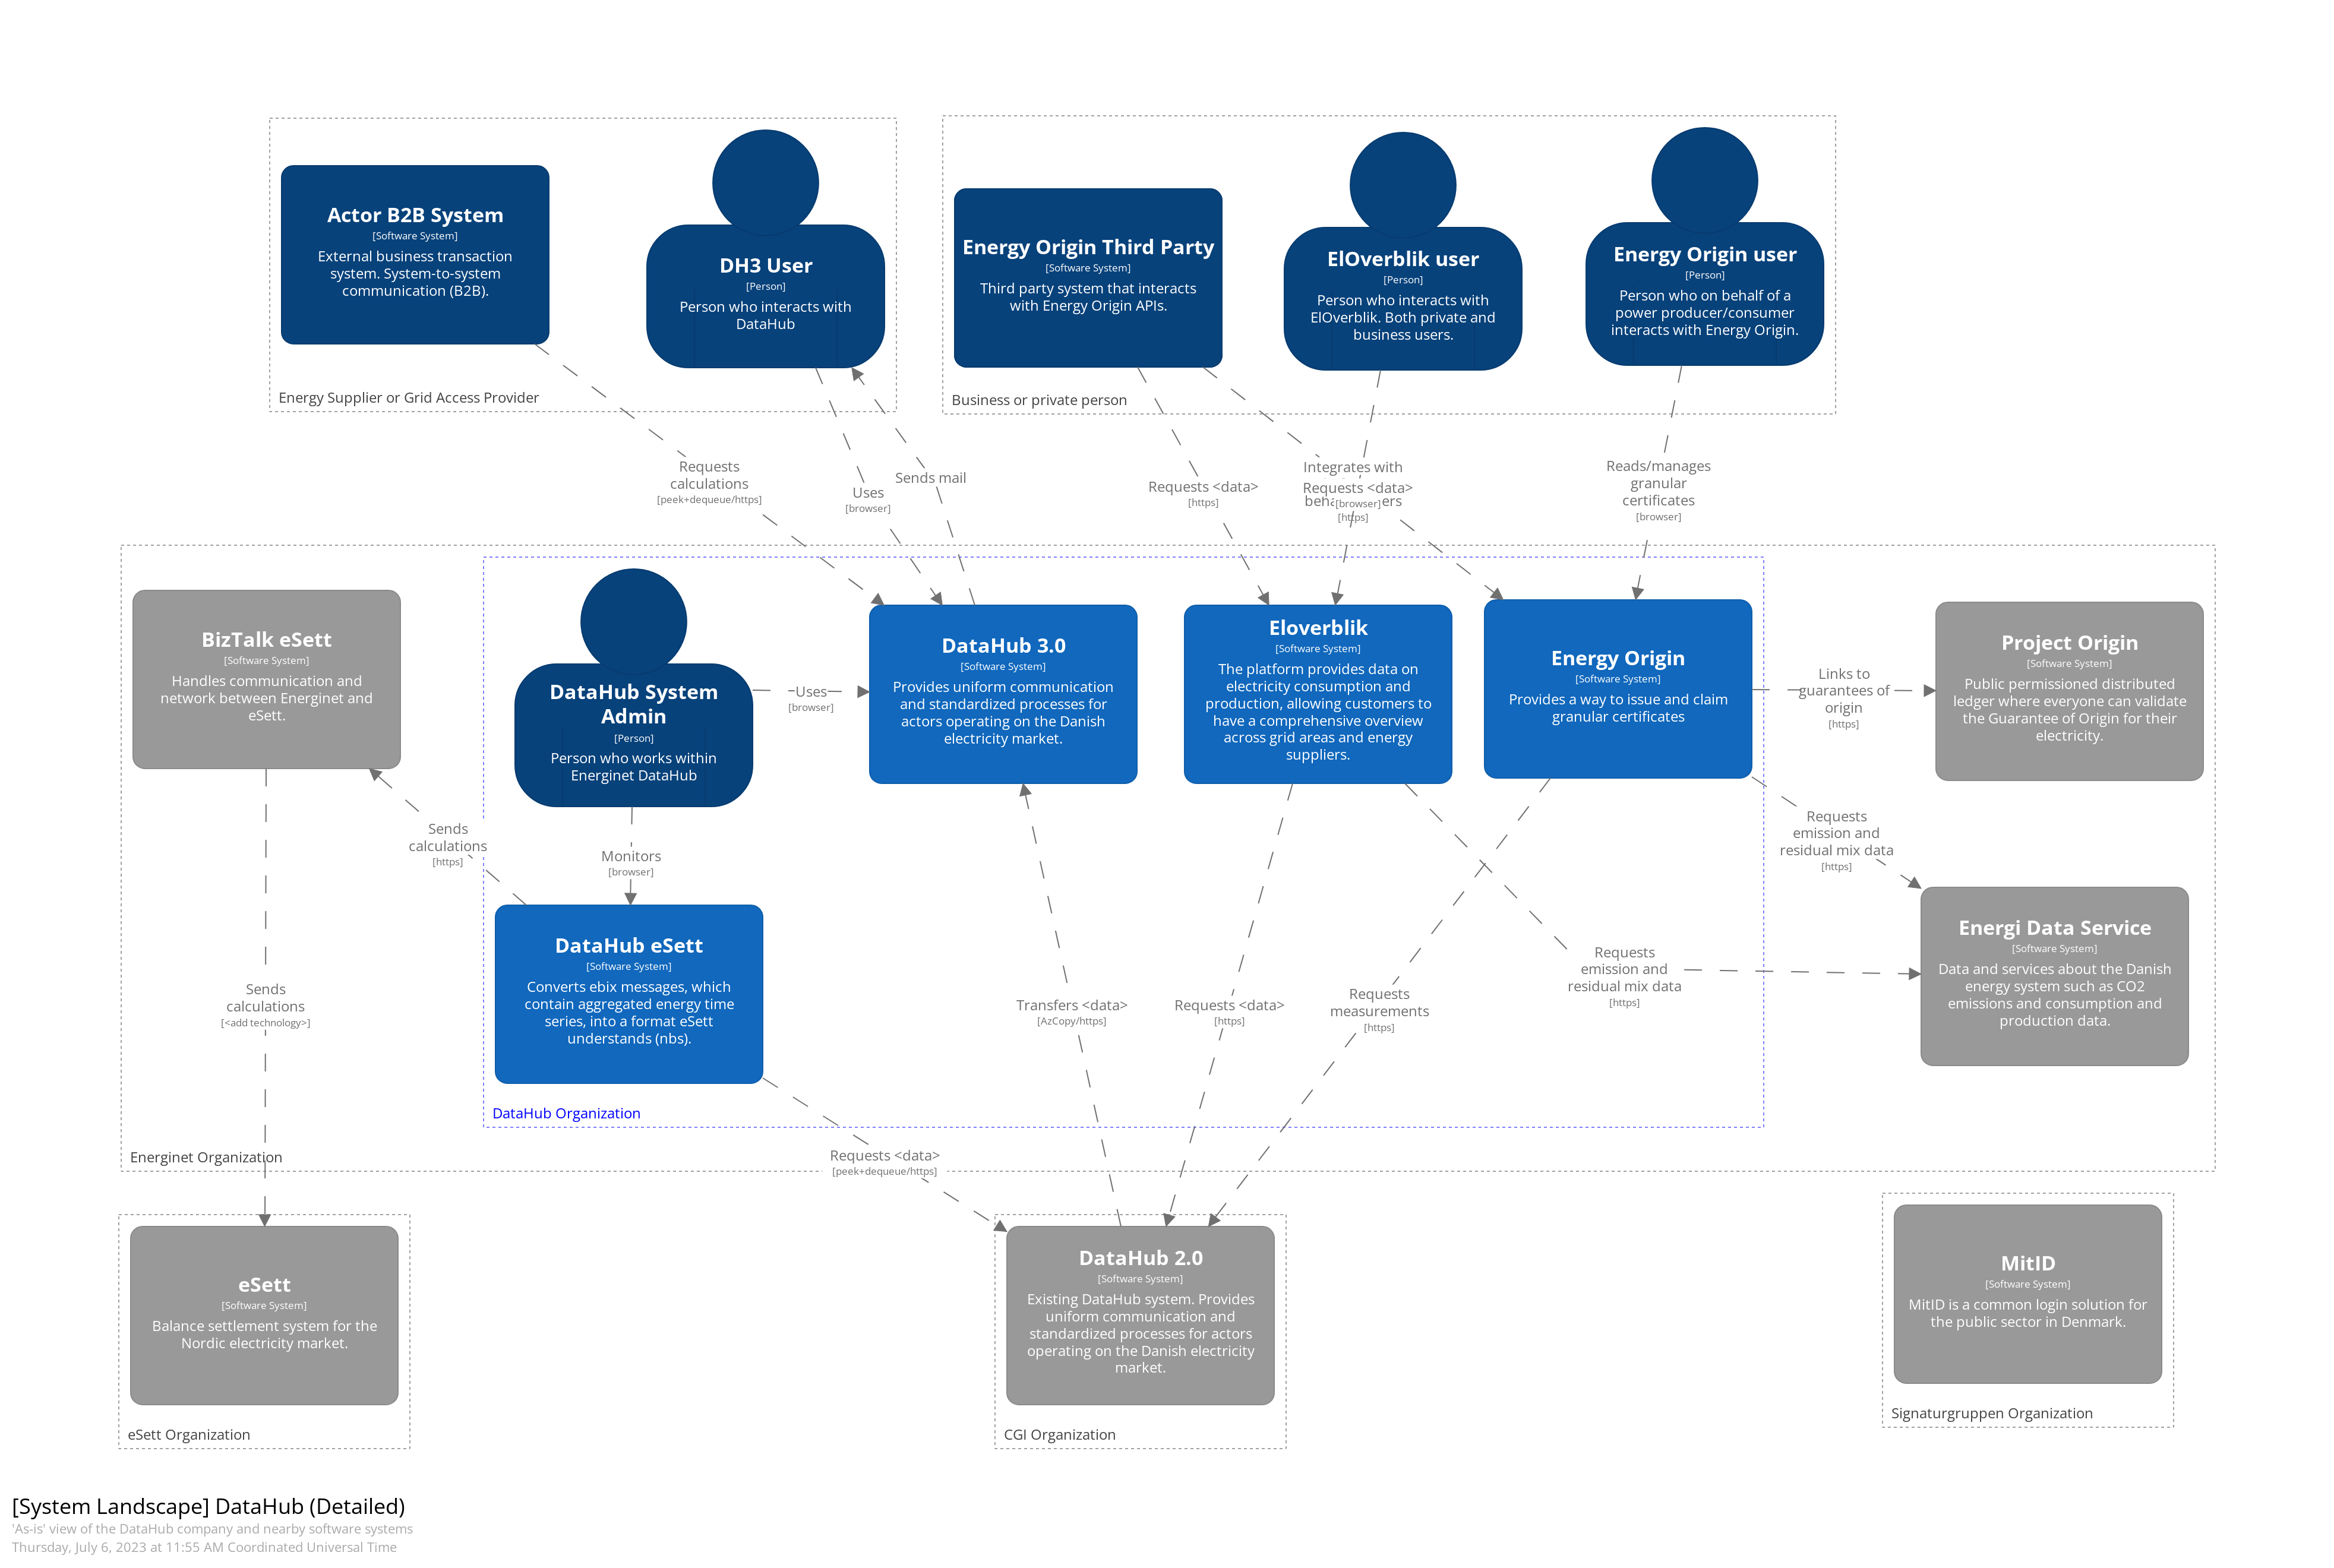 Actor B2B System
[Software System]
External business transaction
system. System-to-system
communication (B2B).
DH3 User
[Person]
Person who interacts with
DataHub
Energy Supplier or Grid Access Provider
Energy Origin Third Party
[Software System]
Third party system that interacts
with Energy Origin APIs.
ElOverblik user
[Person]
Person who interacts with
ElOverblik. Both private and
business users.
Energy Origin user
[Person]
Person who on behalf of a
power producer/consumer
interacts with Energy Origin.
Business or private person
Requests
calculations
[peek+dequeue/https]
Uses
[browser]
Sends mail
Requests <data>
[https]
Integrates with
Requests <data>
[browser]
[https]
Reads/manages
granular
certificates
[browser]
BizTalk eSett
[Software System]
Handles communication and
network between Energinet and
eSett.
DataHub System
Admin
[Person]
Person who works within
Energinet DataHub
Uses
[browser]
DataHub 3.0
[Software System]
Provides uniform communication
and standardized processes for
actors operating on the Danish
electricity market.
Eloverblik
[Software System]
The platform provides data on
electricity consumption and
production, allowing customers to
have a comprehensive overview
across grid areas and energy
suppliers.
Energy Origin
[Software System]
Provides a way to issue and claim
granular certificates
Links to
guarantees of
origin
[https]
Project Origin
[Software System]
Public permissioned distributed
ledger where everyone can validate
the Guarantee of Origin for their
electricity.
Sends
calculations
[https]
Monitors
[browser]
Requests
emission and
residual mix data
[https]
DataHub eSett
[Software System]
Converts ebix messages, which
contain aggregated energy time
series, into a format eSett
understands (nbs).
Energi Data Service
[Software System]
Data and services about the Danish
energy system such as CO2
emissions and consumption and
production data.
Sends
calculations
[<add technology>]
Transfers <data>
[AzCopy/https]
Requests <data>
[https]
Requests
measurements
[https]
Requests
emission and
residual mix data
[https]
DataHub Organization
Energinet Organization
Requests <data>
[peek+dequeue/https]
eSett
[Software System]
Balance settlement system for the
Nordic electricity market.
eSett Organization
DataHub 2.0
[Software System]
Existing DataHub system. Provides
uniform communication and
standardized processes for actors
operating on the Danish electricity
market.
CGI Organization
MitID
[Software System]
MitID is a common login solution for
the public sector in Denmark.
Signaturgruppen Organization
[System Landscape] DataHub (Detailed)
'As-is' view of the DataHub company and nearby software systems
Thursday, July 6, 2023 at 11:55 AM Coordinated Universal Time